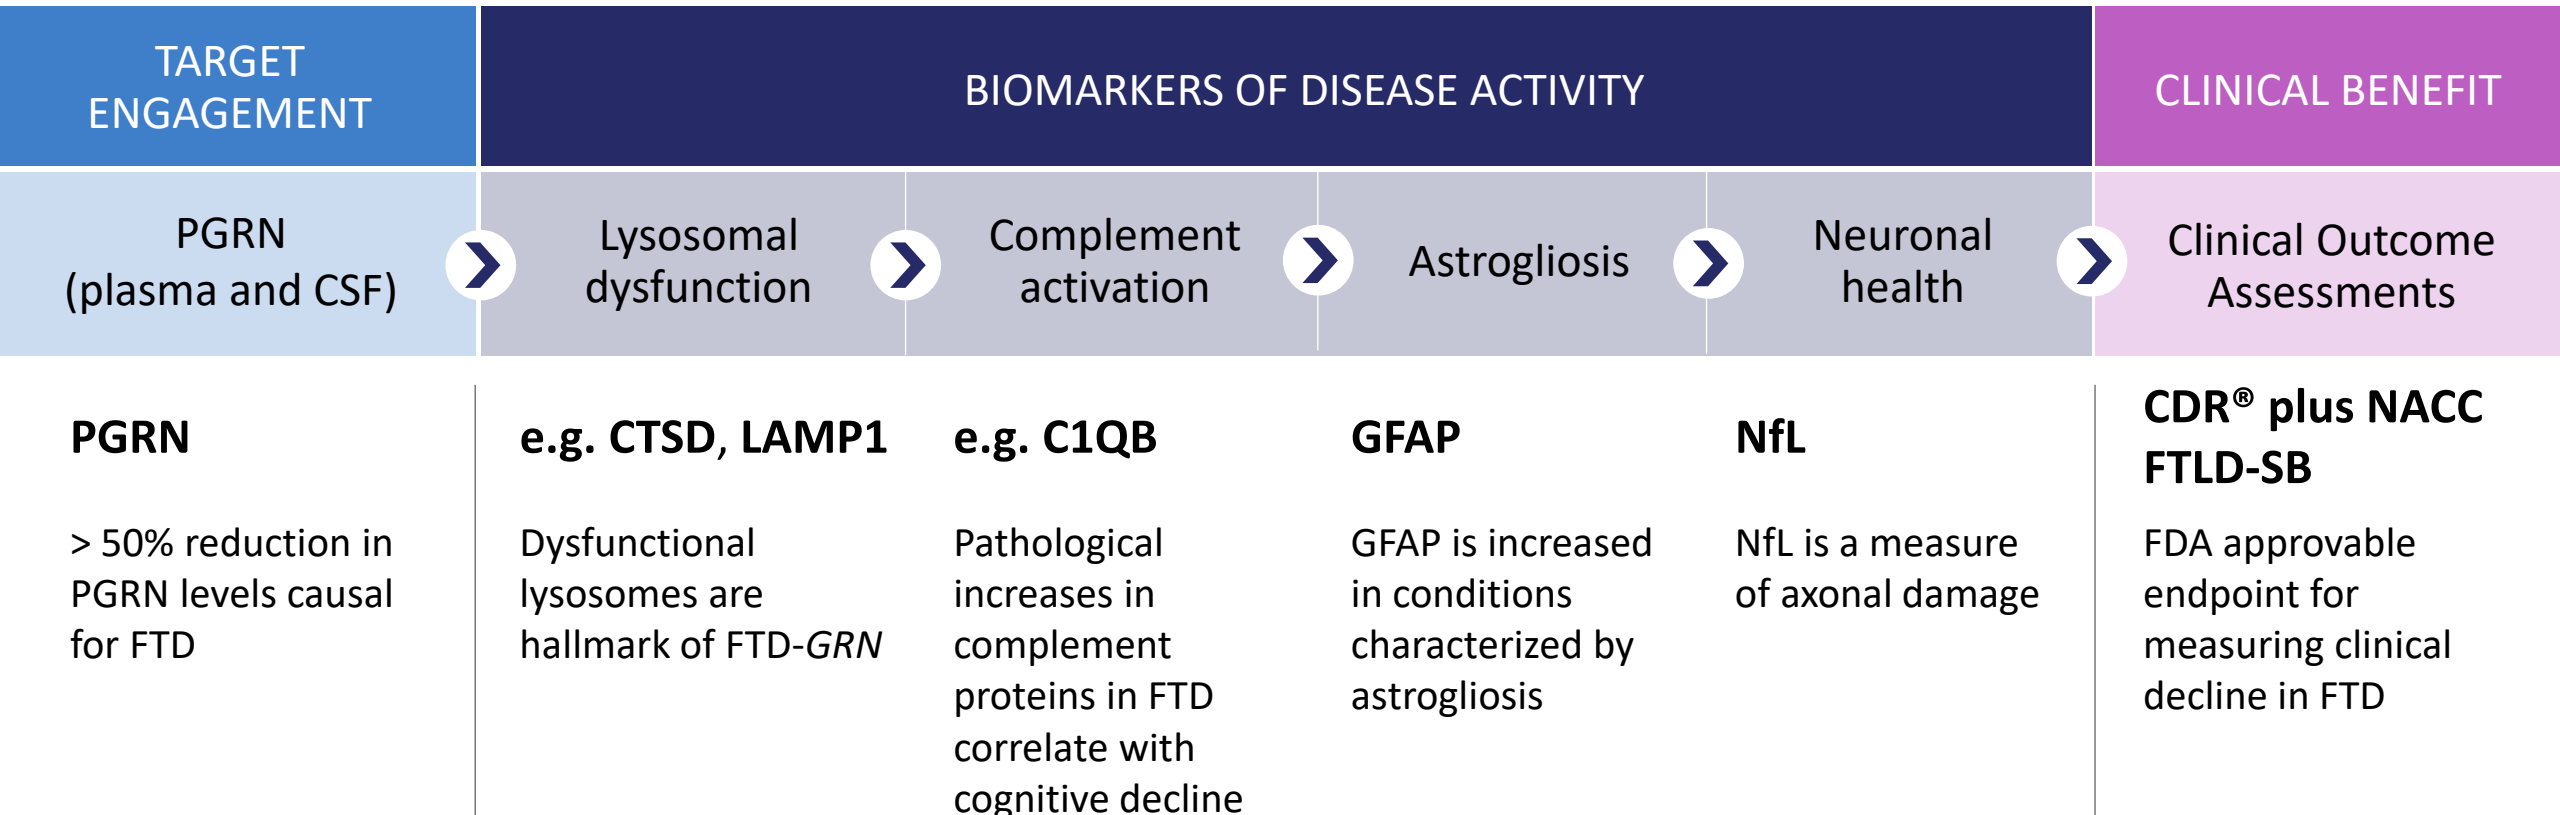 TARGET
ENGAGEMENT
BIOMARKERS OF DISEASE ACTIVITY
CLINICAL BENEFIT
PGRN
(plasma and CSF)
Lysosomal
dysfunction
Complement
activation
Astrogliosis
Neuronal
health
Clinical Outcome
Assessments
PGRN
> 50% reduction in
PGRN levels causal
for FTD
e.g. CTSD, LAMP1
Dysfunctional
lysosomes are
hallmark of FTD-GRN
e.g. C1QB
Pathological
increases in
complement
proteins in FTD
correlate with
cognitive decline
GFAP
GFAP is increased
in conditions
characterized by
astrogliosis
NfL
NfL is a measure
of axonal damage
CDR® plus NACC
FTLD-SB
FDA approvable
endpoint for
measuring clinical
decline in FTD